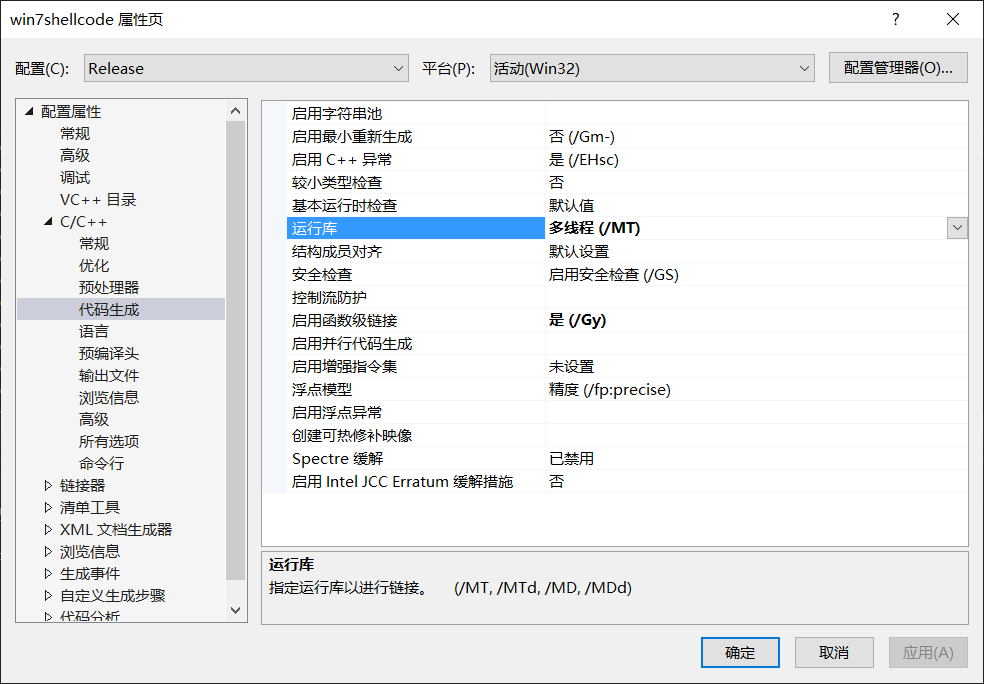 win7shellcode 属性页
配置(C): Release 平台(P): 活动(Win32) 配置管理器(O)...
配置属性
常规
高级
调试
VC++ 目录
C/C++
常规
优化
预处理器
代码生成
语言
预编译头
输出文件
浏览信息
高级
所有选项
命令行
链接器
清单工具
XML 文档生成器
浏览信息
生成事件
自定义生成步骤
代码分析
启用字符串池
启用最小重新生成 否 (/Gm-)
启用 C++ 异常 是 (/EHsc)
较小类型检查 否
基本运行时检查 默认值
运行库 多线程 (/MT)
结构成员对齐 默认设置
安全检查 启用安全检查 (/GS)
控制流防护
启用函数级链接 是 (/Gy)
启用并行代码生成
启用增强指令集 未设置
浮点模型 精度 (/fp:precise)
启用浮点异常
创建可热修补映像
Spectre 缓解 已禁用
启用 Intel JCC Erratum 缓解措施 否
运行库
指定运行库以进行链接。 (/MT, /MTd, /MD, /MDd)
确定 取消 应用(A)